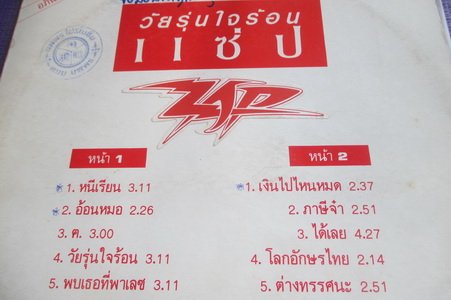 วัยรุ่นใจร้อน
แซ่ป
ZAP
หน้า 1
1. หนีเรียน 3.11
2. อ้อนหมอ 2.26
3. ค. 3.00
4. วัยรุ่นใจร้อน 3.11
5. พบเธอที่พาเลซ 3.11
หน้า 2
1. เงินไปไหนหมด 2.37
2. ภาษีจ๋า 2.51
3. ได้เลย 4.27
4. โลกอักษรไทย 2.14
5. ต่างทรรศนะ 2.51